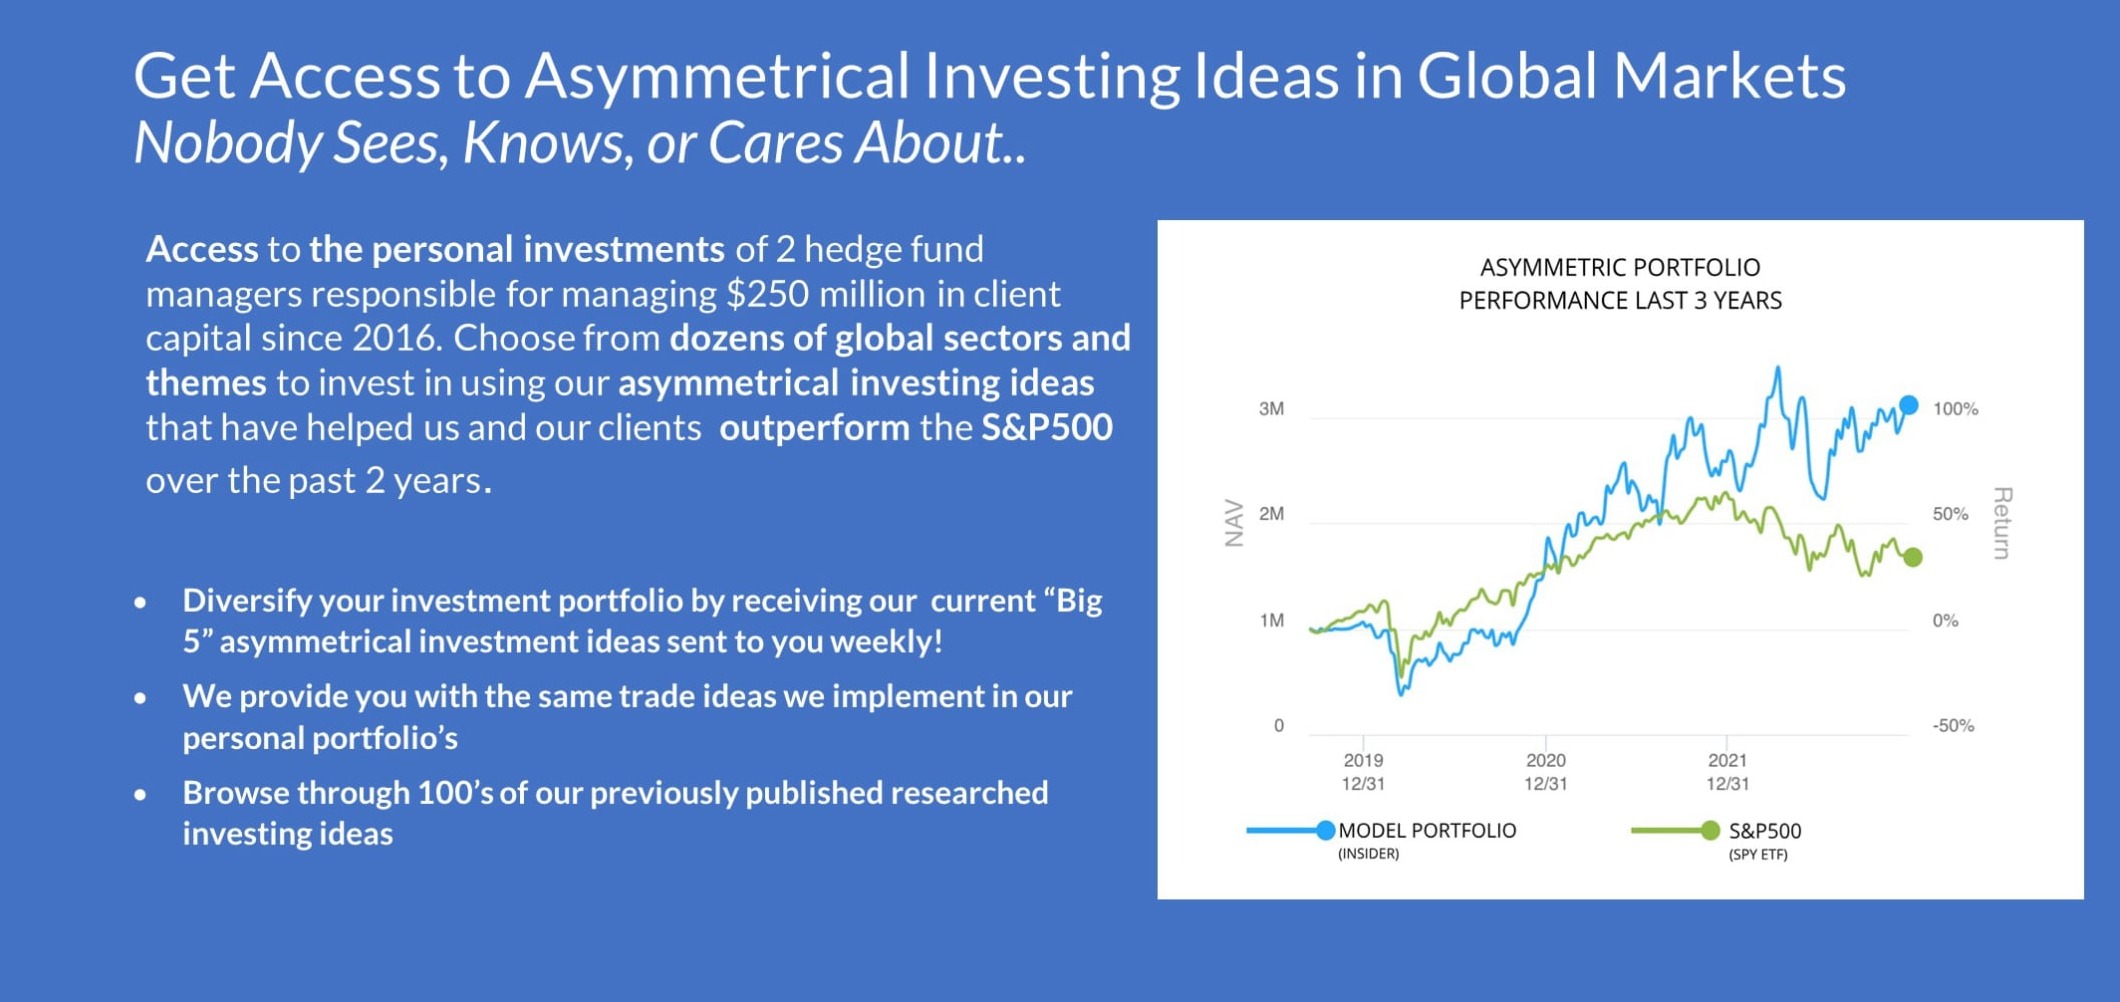 Get Access to Asymmetrical Investing Ideas in Global Markets
Nobody Sees, Knows, or Cares About..
Access to the personal investments of 2 hedge fund
managers responsible for managing $250 million in client
capital since 2016. Choose from dozens of global sectors and
themes to invest in using our asymmetrical investing ideas
that have helped us and our clients outperform the S&P500
over the past 2 years.
• Diversify your investment portfolio by receiving our current “Big
5” asymmetrical investment ideas sent to you weekly!
• We provide you with the same trade ideas we implement in our
personal portfolio’s
• Browse through 100’s of our previously published researched
investing ideas
ASYMMETRIC PORTFOLIO
PERFORMANCE LAST 3 YEARS
3M 100%
NAV
2M 50%
Return
1M 0%
0 -50%
2019 2020 2021
12/31 12/31 12/31
MODEL PORTFOLIO S&P500
(INSIDER) (SPY ETF)